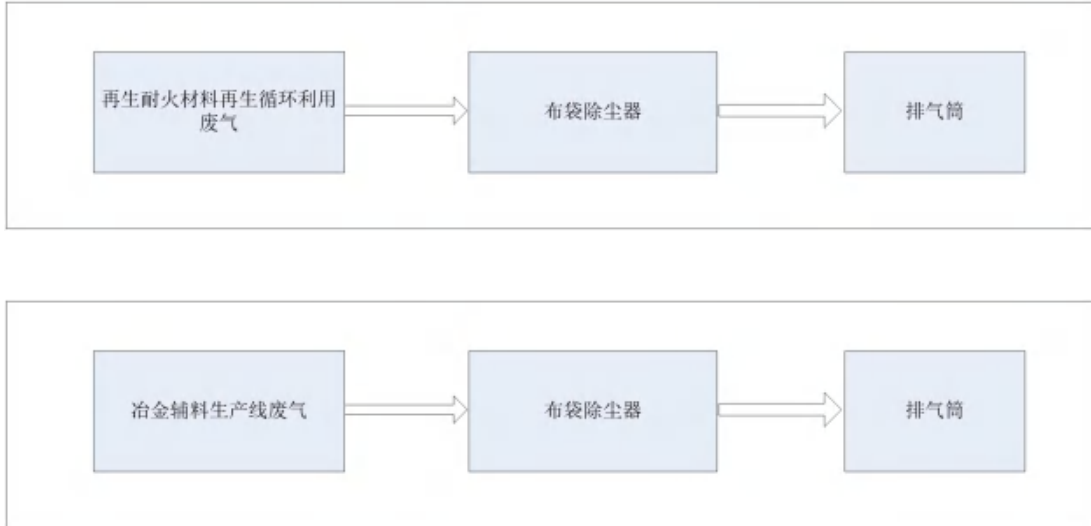 再生耐火材料再生循环利用
废气
布袋除尘器
排气筒
冶金辅料生产线废气
布袋除尘器
排气筒